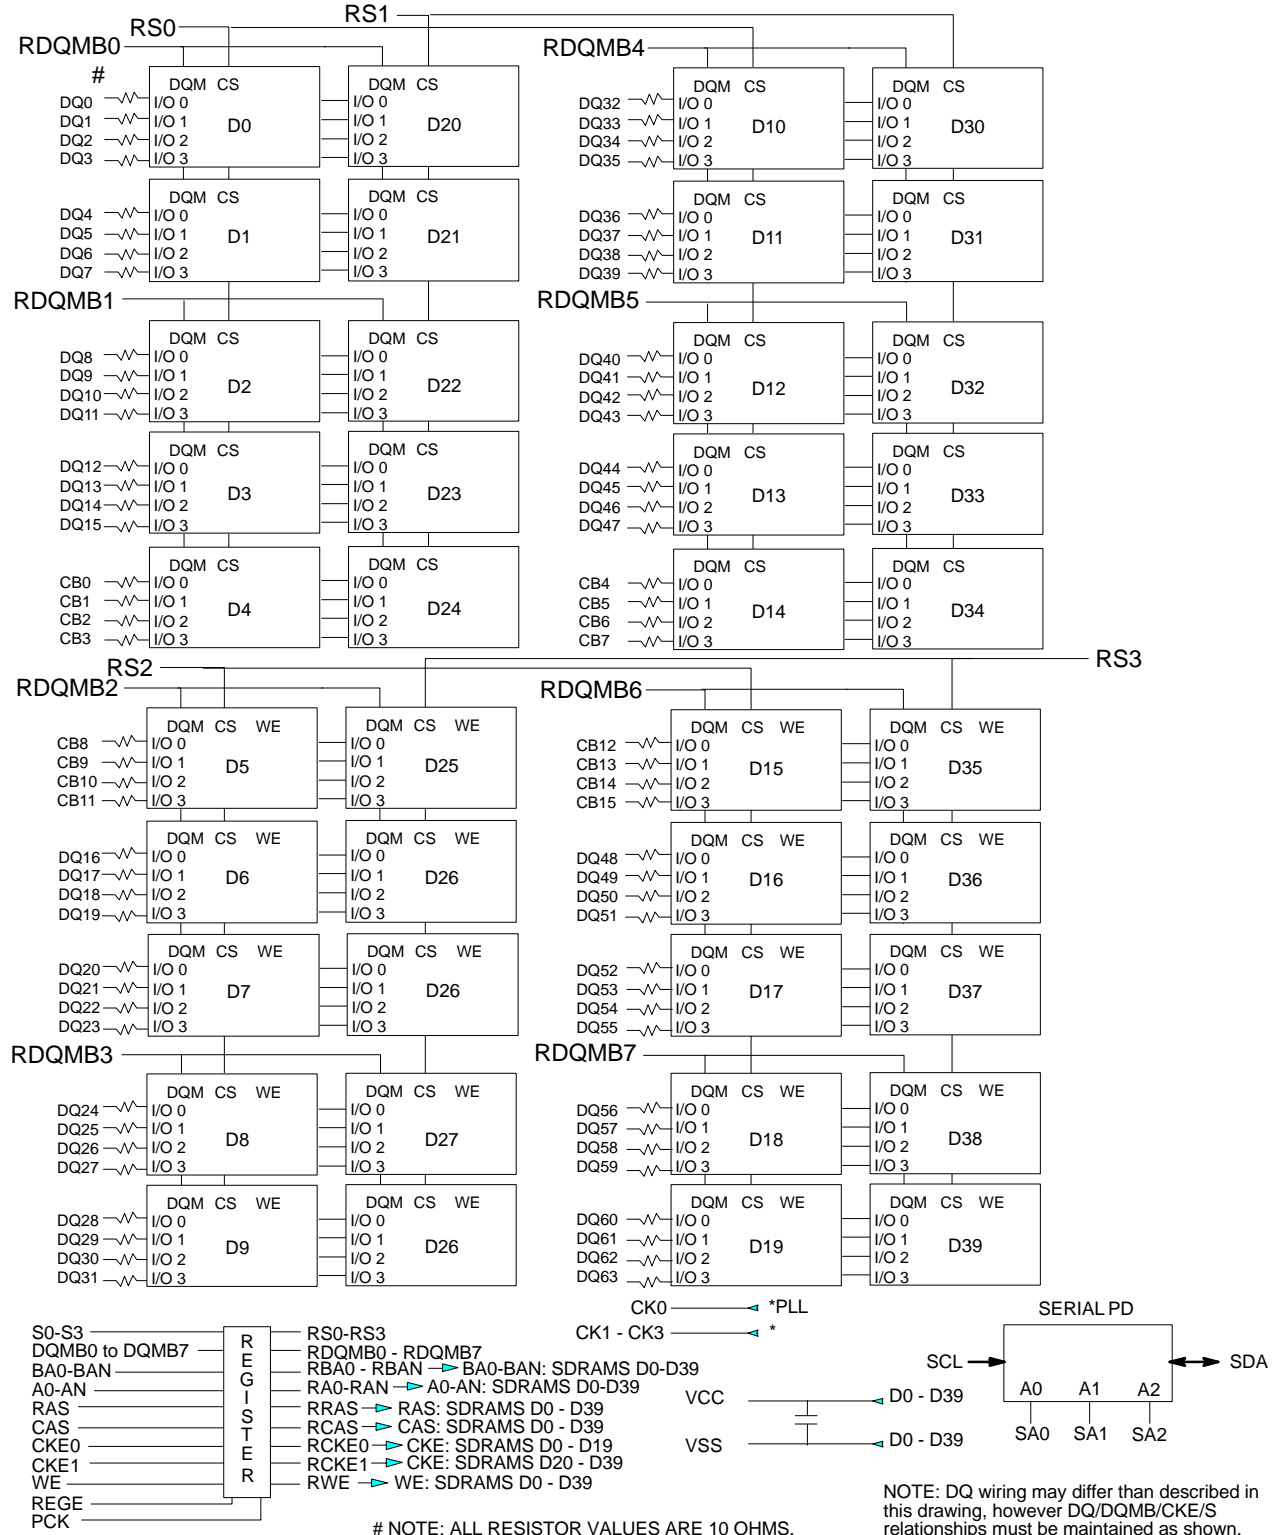 RS0 RS1
RDQMB0 RDQMB4
#
DQM CS DQM CS DQM CS DQM CS
DQ0 I/O 0 I/O 0 DQ32 I/O 0 I/O 0
DQ1 I/O 1 D0 I/O 1 D20 DQ33 I/O 1 D10 I/O 1 D30
DQ2 I/O 2 I/O 2 DQ34 I/O 2 I/O 2
DQ3 I/O 3 I/O 3 DQ35 I/O 3 I/O 3
DQM CS DQM CS DQM CS DQM CS
DQ4 I/O 0 I/O 0 DQ36 I/O 0 I/O 0
DQ5 I/O 1 D1 I/O 1 D21 DQ37 I/O 1 D11 I/O 1 D31
DQ6 I/O 2 I/O 2 DQ38 I/O 2 I/O 2
DQ7 I/O 3 I/O 3 DQ39 I/O 3 I/O 3
RDQMB1 RDQMB5
DQM CS DQM CS DQM CS DQM CS
DQ8 I/O 0 I/O 0 DQ40 I/O 0 I/O 0
DQ9 I/O 1 D2 I/O 1 D22 DQ41 I/O 1 D12 I/O 1 D32
DQ10 I/O 2 I/O 2 DQ42 I/O 2 I/O 2
DQ11 I/O 3 I/O 3 DQ43 I/O 3 I/O 3
DQM CS DQM CS DQM CS DQM CS
DQ12 I/O 0 I/O 0 DQ44 I/O 0 I/O 0
DQ13 I/O 1 D3 I/O 1 D23 DQ45 I/O 1 D13 I/O 1 D33
DQ14 I/O 2 I/O 2 DQ46 I/O 2 I/O 2
DQ15 I/O 3 I/O 3 DQ47 I/O 3 I/O 3
DQM CS DQM CS DQM CS DQM CS
CB0 I/O 0 I/O 0 CB4 I/O 0 I/O 0
CB1 I/O 1 D4 I/O 1 D24 CB5 I/O 1 D14 I/O 1 D34
CB2 I/O 2 I/O 2 CB6 I/O 2 I/O 2
CB3 I/O 3 I/O 3 CB7 I/O 3 I/O 3
RS2 RS3
RDQMB2 RDQMB6
DQM CS WE DQM CS WE DQM CS WE DQM CS WE
CB8 I/O 0 I/O 0 CB12 I/O 0 I/O 0
CB9 I/O 1 D5 I/O 1 D25 CB13 I/O 1 D15 I/O 1 D35
CB10 I/O 2 I/O 2 CB14 I/O 2 I/O 2
CB11 I/O 3 I/O 3 CB15 I/O 3 I/O 3
DQM CS WE DQM CS WE DQM CS WE DQM CS WE
DQ16 I/O 0 I/O 0 DQ48 I/O 0 I/O 0
DQ17 I/O 1 D6 I/O 1 D26 DQ49 I/O 1 D16 I/O 1 D36
DQ18 I/O 2 I/O 2 DQ50 I/O 2 I/O 2
DQ19 I/O 3 I/O 3 DQ51 I/O 3 I/O 3
DQM CS WE DQM CS WE DQM CS WE DQM CS WE
DQ20 I/O 0 I/O 0 DQ52 I/O 0 I/O 0
DQ21 I/O 1 D7 I/O 1 D26 DQ53 I/O 1 D17 I/O 1 D37
DQ22 I/O 2 I/O 2 DQ54 I/O 2 I/O 2
DQ23 I/O 3 I/O 3 DQ55 I/O 3 I/O 3
RDQMB3 RDQMB7
DQM CS WE DQM CS WE DQM CS WE DQM CS WE
DQ24 I/O 0 I/O 0 DQ56 I/O 0 I/O 0
DQ25 I/O 1 D8 I/O 1 D27 DQ57 I/O 1 D18 I/O 1 D38
DQ26 I/O 2 I/O 2 DQ58 I/O 2 I/O 2
DQ27 I/O 3 I/O 3 DQ59 I/O 3 I/O 3
DQM CS WE DQM CS WE DQM CS WE DQM CS WE
DQ28 I/O 0 I/O 0 DQ60 I/O 0 I/O 0
DQ29 I/O 1 D9 I/O 1 D26 DQ61 I/O 1 D19 I/O 1 D39
DQ30 I/O 2 I/O 2 DQ62 I/O 2 I/O 2
DQ31 I/O 3 I/O 3 DQ63 I/O 3 I/O 3
S0-S3 RS0-RS3
DQMB0 to DQMB7 RDQMB0 - RDQMB7
BA0-BAN RBA0 - RBAN BA0-BAN: SDRAMS D0-D39
A0-AN RA0-RAN A0-AN: SDRAMS D0-D39
RAS RRAS RAS: SDRAMS D0 - D39
CAS RCAS CAS: SDRAMS D0 - D39
CKE0 RCKE0 CKE: SDRAMS D0 - D19
CKE1 RCKE1 CKE: SDRAMS D20 - D39
WE RWE WE: SDRAMS D0 - D39
REGE
PCK
REGISTER
CK0 *PLL
CK1 - CK3 *
VCC D0 - D39
VSS D0 - D39
SERIAL PD
SCL SDA
A0 A1 A2
SA0 SA1 SA2
# NOTE: ALL RESISTOR VALUES ARE 10 OHMS.
NOTE: DQ wiring may differ than described in
this drawing, however DQ/DQMB/CKE/S
relationships must be maintained as shown.